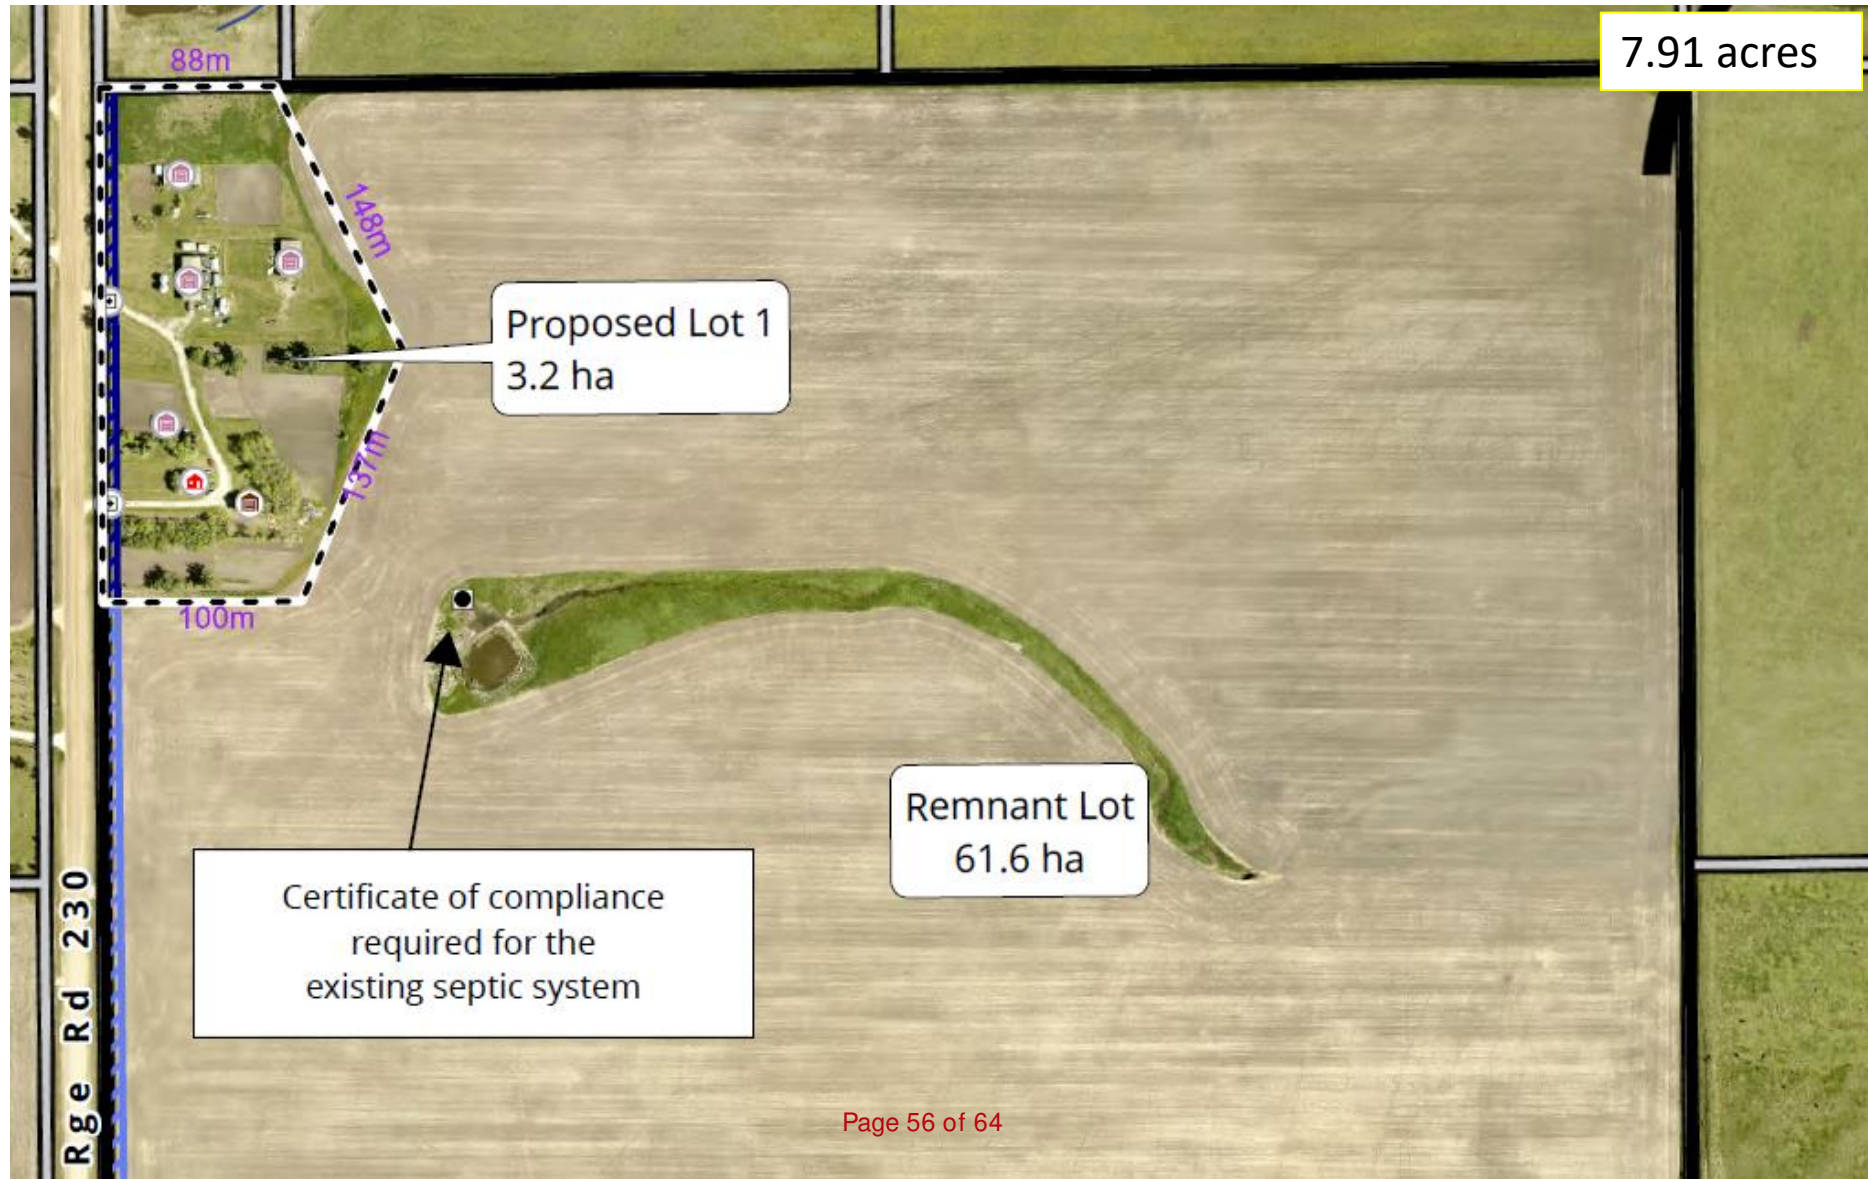 7.91 acres
88m
148m
Proposed Lot 1
3.2 ha
137m
100m
Remnant Lot
61.6 ha
Certificate of compliance
required for the
existing septic system
Rge Rd 230
Page 56 of 64